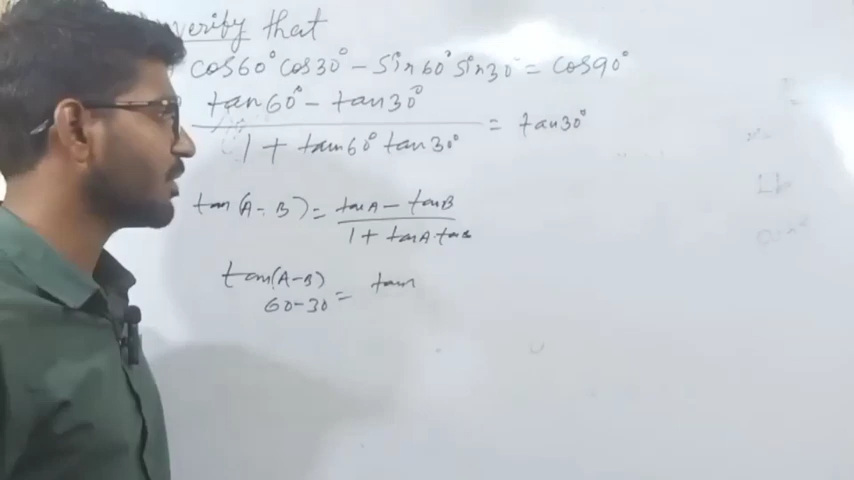 verify that
cos60° cos30° - sin60° sin30° = cos90°
tan60° - tan30°
1 + tan60° tan30° = tan30°
tan(A - B) = tanA - tanB
1 + tanA · tanB
tan(A-B)
60-30 = tan